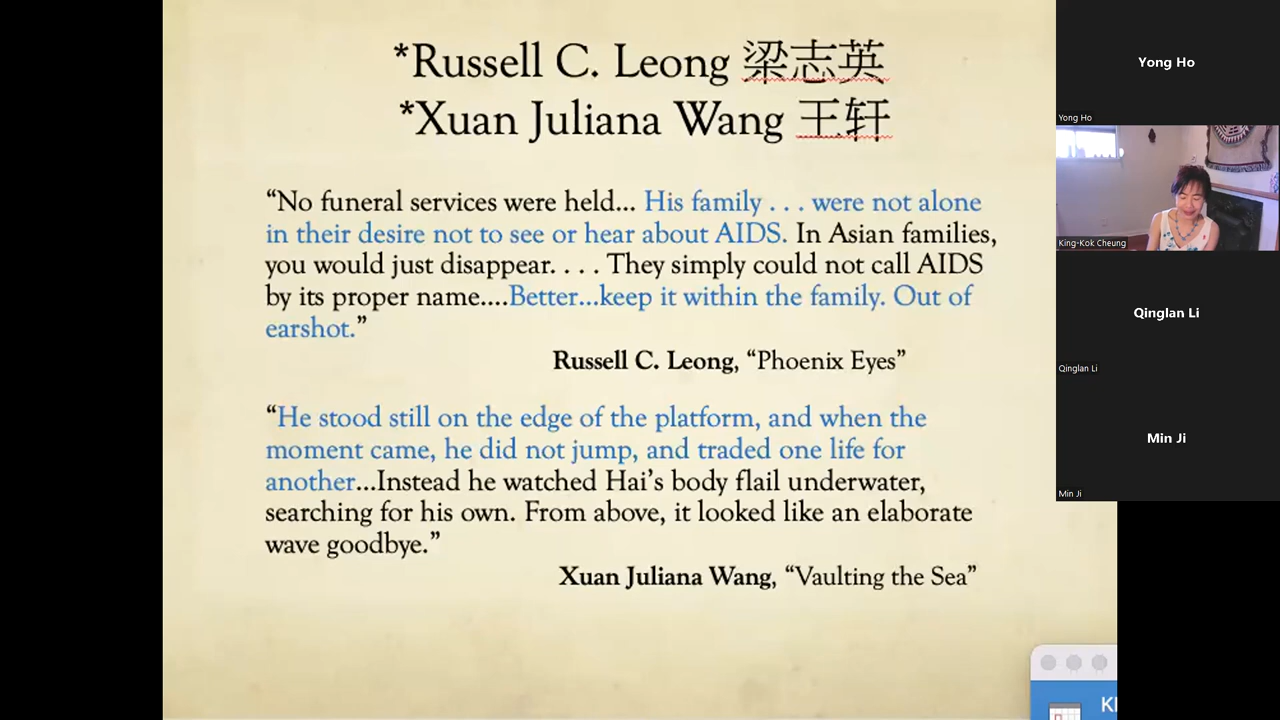 *Russell C. Leong 梁志英
*Xuan Juliana Wang 王轩
“No funeral services were held... His family . . . were not alone
in their desire not to see or hear about AIDS. In Asian families,
you would just disappear. . . . They simply could not call AIDS
by its proper name....Better...keep it within the family. Out of
earshot.”
Russell C. Leong, “Phoenix Eyes”
“He stood still on the edge of the platform, and when the
moment came, he did not jump, and traded one life for
another...Instead he watched Hai’s body flail underwater,
searching for his own. From above, it looked like an elaborate
wave goodbye.”
Xuan Juliana Wang, “Vaulting the Sea”
Yong Ho
Yong Ho
King-Kok Cheung
Qinglan Li
Qinglan Li
Min Ji
Min Ji